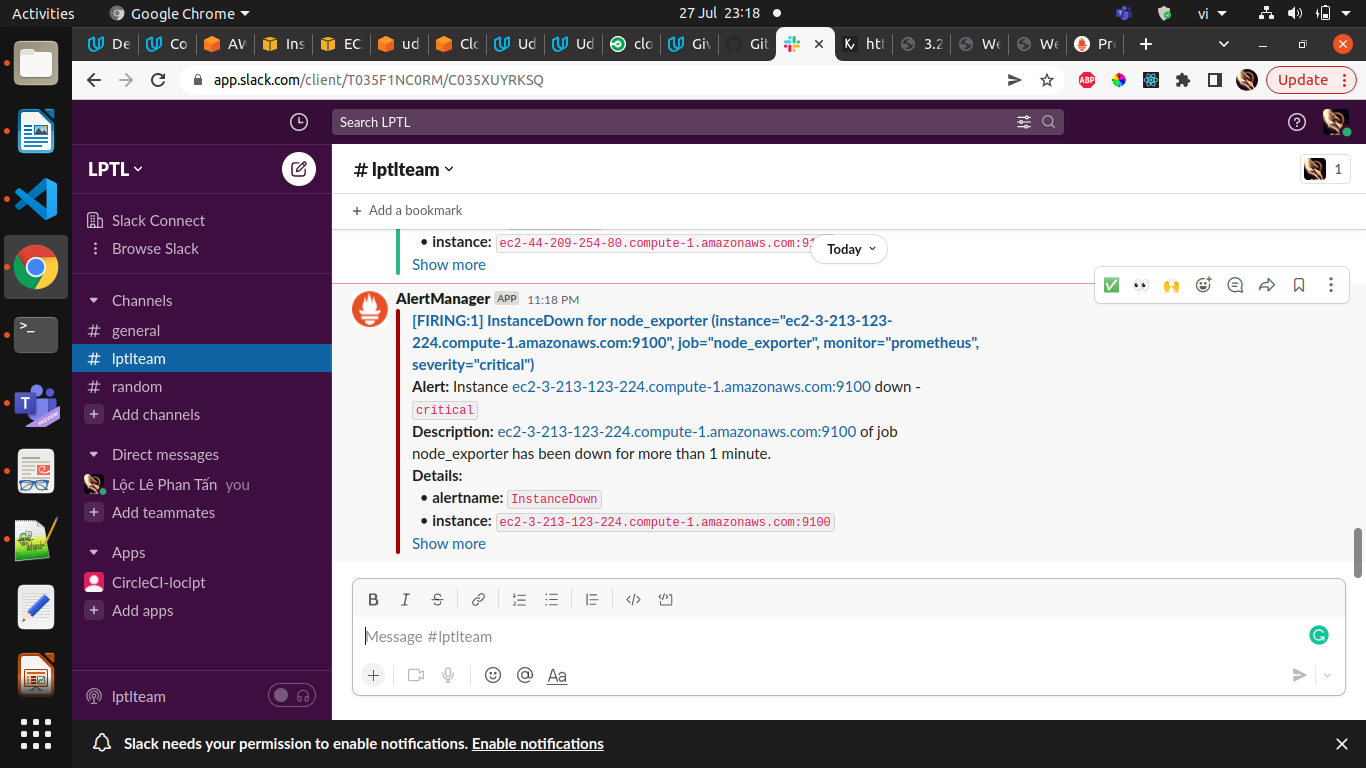 Activities
Google Chrome
27 Jul 23:18
vi
De
Co
AW
Ins
EC
ud
Clo
Ud
Ud
clo
Giv
Git
htt
3.2
We
We
Pro
app.slack.com/client/T035F1NC0RM/C035XUYRKSQ
ABP
Update
Search LPTL
LPTL
# lptlteam
1
Slack Connect
+ Add a bookmark
Browse Slack
• instance: ec2-44-209-254-80.compute-1.amazonaws.com:91
Today
Show more
Channels
AlertManager APP 11:18 PM
[FIRING:1] InstanceDown for node_exporter (instance="ec2-3-213-123-
224.compute-1.amazonaws.com:9100", job="node_exporter", monitor="prometheus",
severity="critical")
Alert: Instance ec2-3-213-123-224.compute-1.amazonaws.com:9100 down -
critical
Description: ec2-3-213-123-224.compute-1.amazonaws.com:9100 of job
node_exporter has been down for more than 1 minute.
Details:
• alertname: InstanceDown
• instance: ec2-3-213-123-224.compute-1.amazonaws.com:9100
Show more
# general
# lptlteam
# random
+ Add channels
Direct messages
Lộc Lê Phan Tấn you
+ Add teammates
Apps
CircleCI-loclpt
+ Add apps
lptlteam
B I S
Message #lptlteam
+ @ Aa
Slack needs your permission to enable notifications. Enable notifications